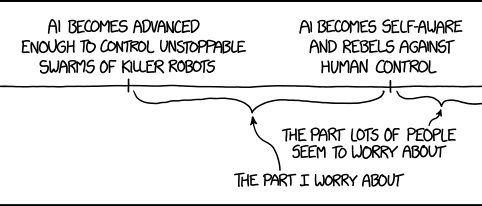 AI BECOMES ADVANCED
ENOUGH TO CONTROL UNSTOPPABLE
SWARMS OF KILLER ROBOTS
AI BECOMES SELF-AWARE
AND REBELS AGAINST
HUMAN CONTROL
THE PART LOTS OF PEOPLE
SEEM TO WORRY ABOUT
THE PART I WORRY ABOUT